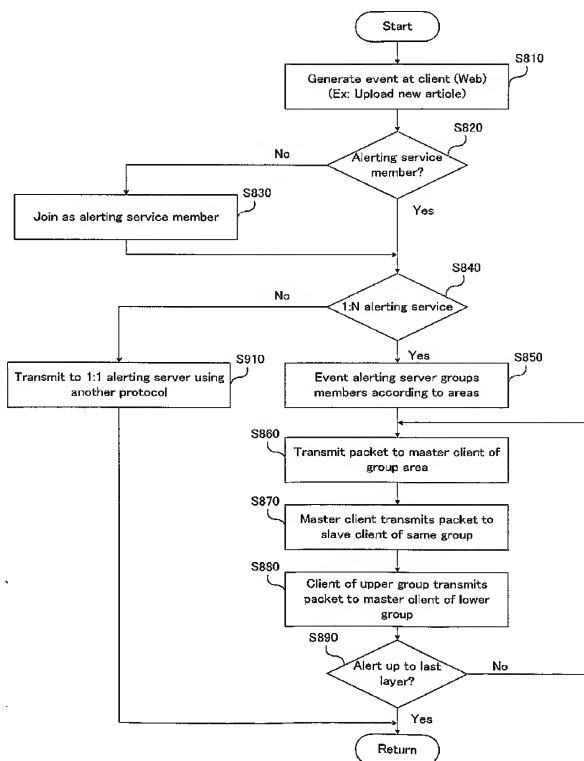 Start
S810
Generate event at client (Web)
(Ex: Upload new article)
S820
No
Alerting service
member?
S830
Join as alerting service member
Yes
S840
No
1:N alerting service
Yes
S910
Transmit to 1:1 alerting server using
another protocol
S850
Event alerting server groups
members according to areas
S860
Transmit packet to master client of
group area
S870
Master client transmits packet to
slave client of same group
S880
Client of upper group transmits
packet to master client of lower
group
S890
Alert up to last
layer?
No
Yes
Return